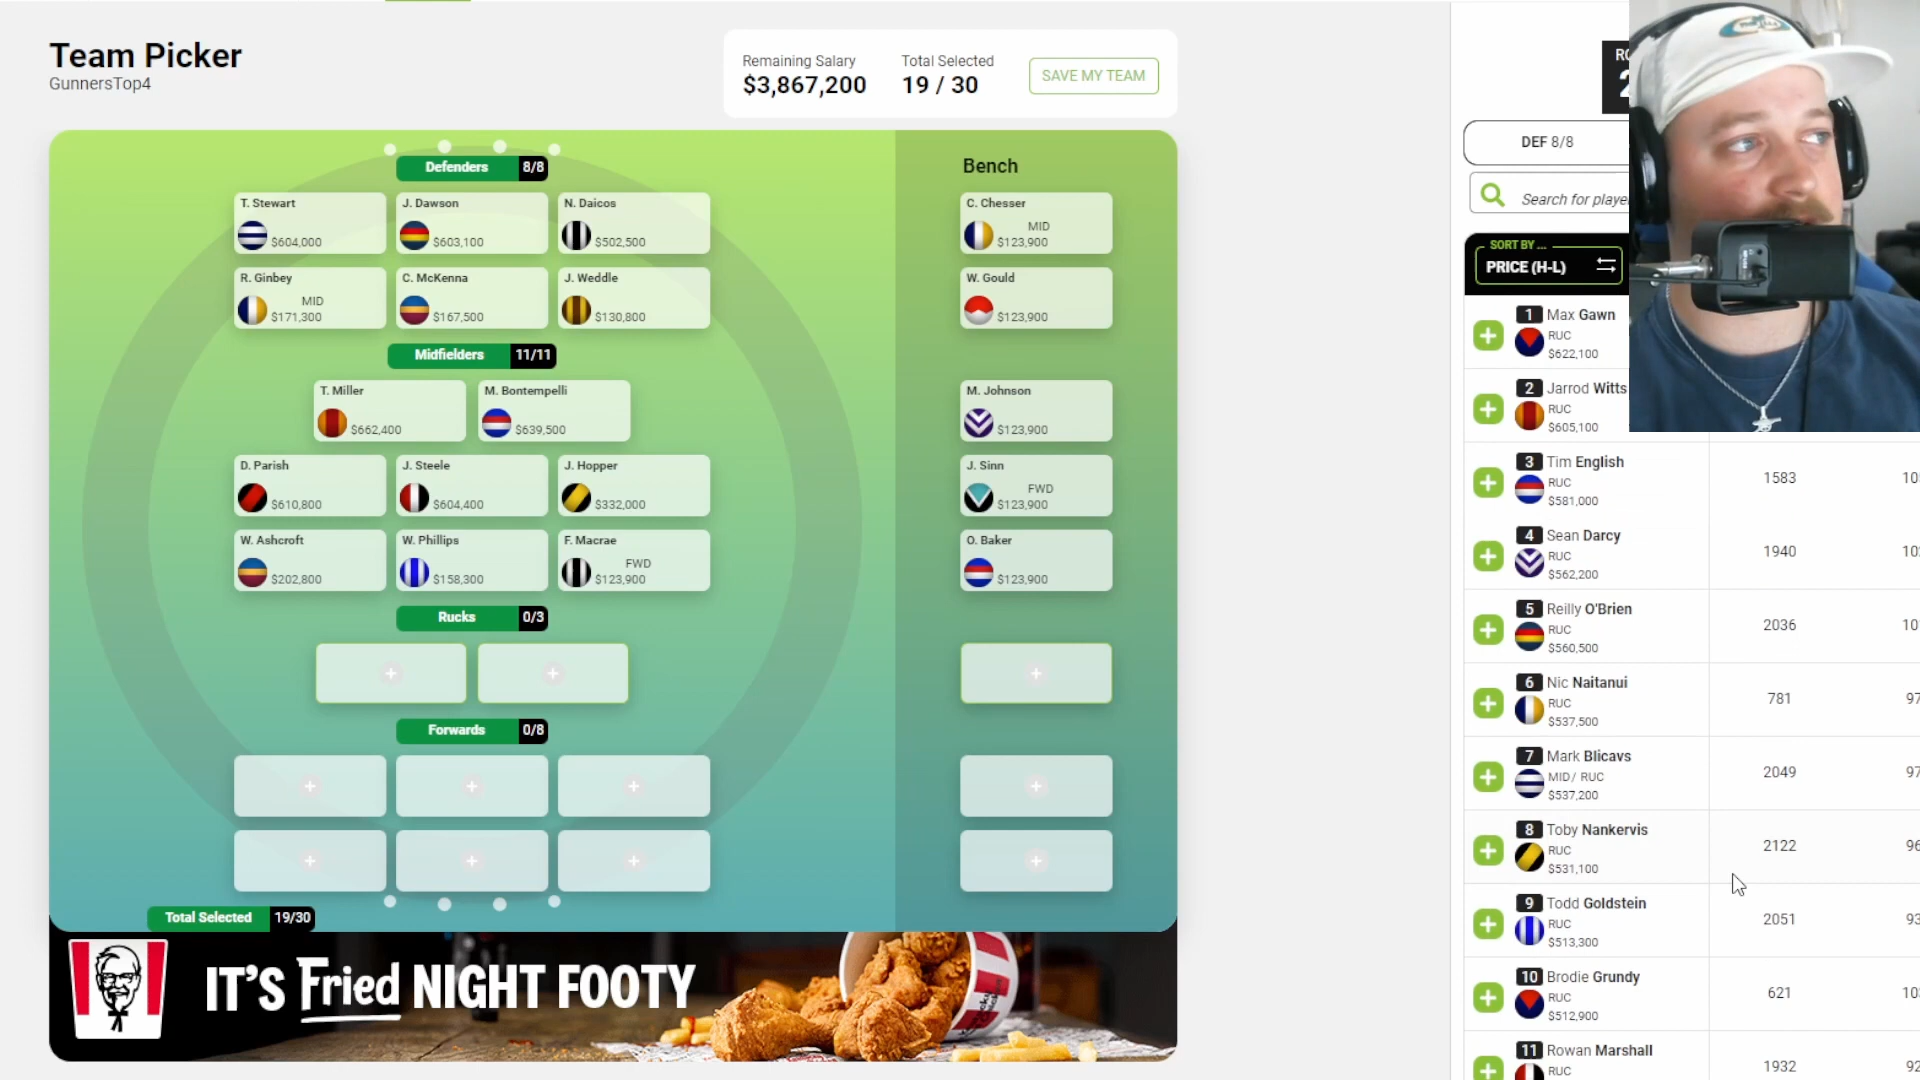 Team Picker
GunnersTop4
Remaining Salary
$3,867,200
Total Selected
19 / 30
SAVE MY TEAM
Defenders 8/8
Bench
T. Stewart
$604,000
J. Dawson
$603,100
N. Daicos
$502,500
C. Chesser
MID
$123,900
R. Ginbey
MID
$171,300
C. McKenna
$167,500
J. Weddle
$130,800
W. Gould
$123,900
Midfielders 11/11
T. Miller
$662,400
M. Bontempelli
$639,500
M. Johnson
$123,900
D. Parish
$610,800
J. Steele
$604,400
J. Hopper
$332,000
J. Sinn
FWD
$123,900
W. Ashcroft
$202,800
W. Phillips
$158,300
F. Macrae
FWD
$123,900
O. Baker
$123,900
Rucks 0/3
Forwards 0/8
Total Selected 19/30
IT'S Fried NIGHT FOOTY
DEF 8/8
Search for playe
SORT BY ...
PRICE (H-L)
1 Max Gawn
RUC
$622,100
2 Jarrod Witts
RUC
$605,100
3 Tim English
RUC
$581,000
1583
4 Sean Darcy
RUC
$562,200
1940
5 Reilly O'Brien
RUC
$560,500
2036
6 Nic Naitanui
RUC
$537,500
781
97
7 Mark Blicavs
MID/ RUC
$537,200
2049
97
8 Toby Nankervis
RUC
$531,100
2122
96
9 Todd Goldstein
RUC
$513,300
2051
93
10 Brodie Grundy
RUC
$512,900
621
11 Rowan Marshall
RUC
1932
92